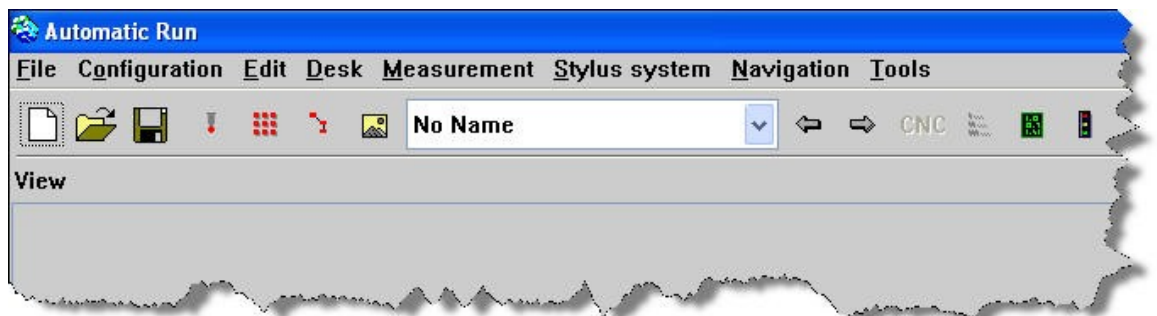 Automatic Run
File Configuration Edit Desk Measurement Stylus system Navigation Tools
No Name CNC
View